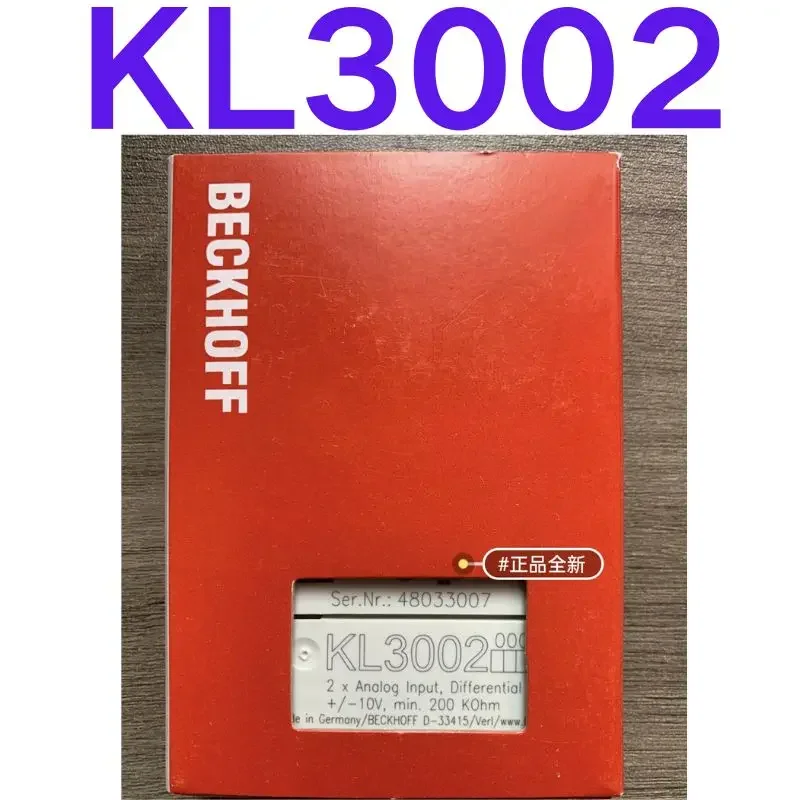 KL3002
BECKHOFF
#正品全新
Ser.Nr.: 48033007
KL3002
2 x Analog Input, Differential
+/-10V, min. 200 KOhm
in Germany/BECKHOFF D-33415/Verl/www.